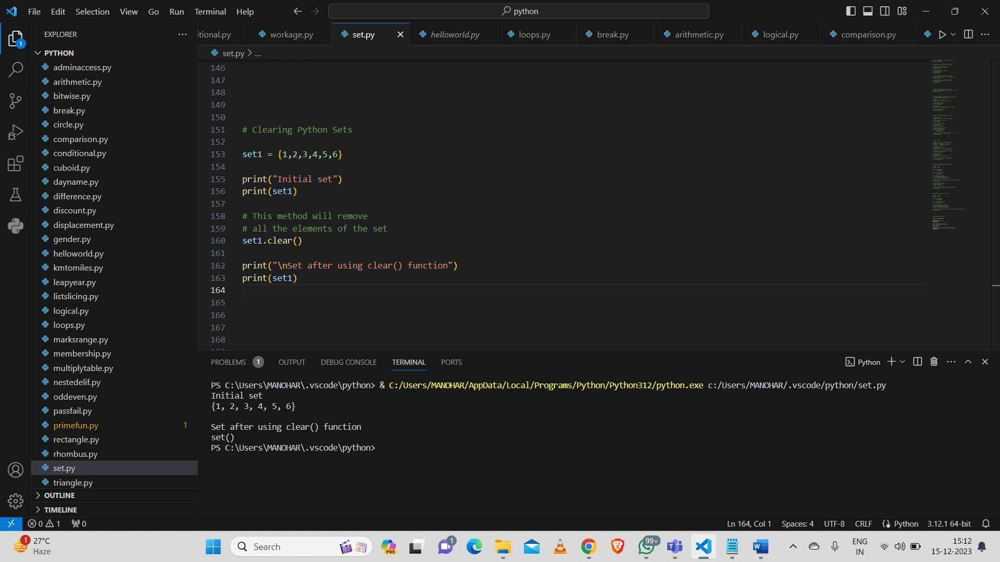 File Edit Selection View Go Run Terminal Help
python
EXPLORER
PYTHON
adminaccess.py
arithmetic.py
bitwise.py
break.py
circle.py
comparison.py
conditional.py
cuboid.py
dayname.py
difference.py
discount.py
displacement.py
gender.py
helloworld.py
kmtomiles.py
leapyear.py
listslicing.py
logical.py
loops.py
marksrange.py
membership.py
multiplytable.py
nestedelif.py
oddeven.py
passfail.py
primefun.py 1
rectangle.py
rhombus.py
set.py
triangle.py
OUTLINE
TIMELINE
1
itional.py workage.py set.py helloworld.py loops.py break.py arithmetic.py logical.py comparison.py
set.py > ...
146
147
148
149
150
151 # Clearing Python Sets
152
153 set1 = {1,2,3,4,5,6}
154
155 print("Initial set")
156 print(set1)
157
158 # This method will remove
159 # all the elements of the set
160 set1.clear()
161
162 print("\nSet after using clear() function")
163 print(set1)
164
165
166
167
168
PROBLEMS 1 OUTPUT DEBUG CONSOLE TERMINAL PORTS Python
PS C:\Users\MANOHAR\.vscode\python> & C:/Users/MANOHAR/AppData/Local/Programs/Python/Python312/python.exe c:/Users/MANOHAR/.vscode/python/set.py
Initial set
{1, 2, 3, 4, 5, 6}
Set after using clear() function
set()
PS C:\Users\MANOHAR\.vscode\python>
0 1 0 Ln 164, Col 1 Spaces: 4 UTF-8 CRLF {} Python 3.12.1 64-bit
1 27°C
Haze
Search
PRE
1
99+
ENG
IN
15:12
15-12-2023